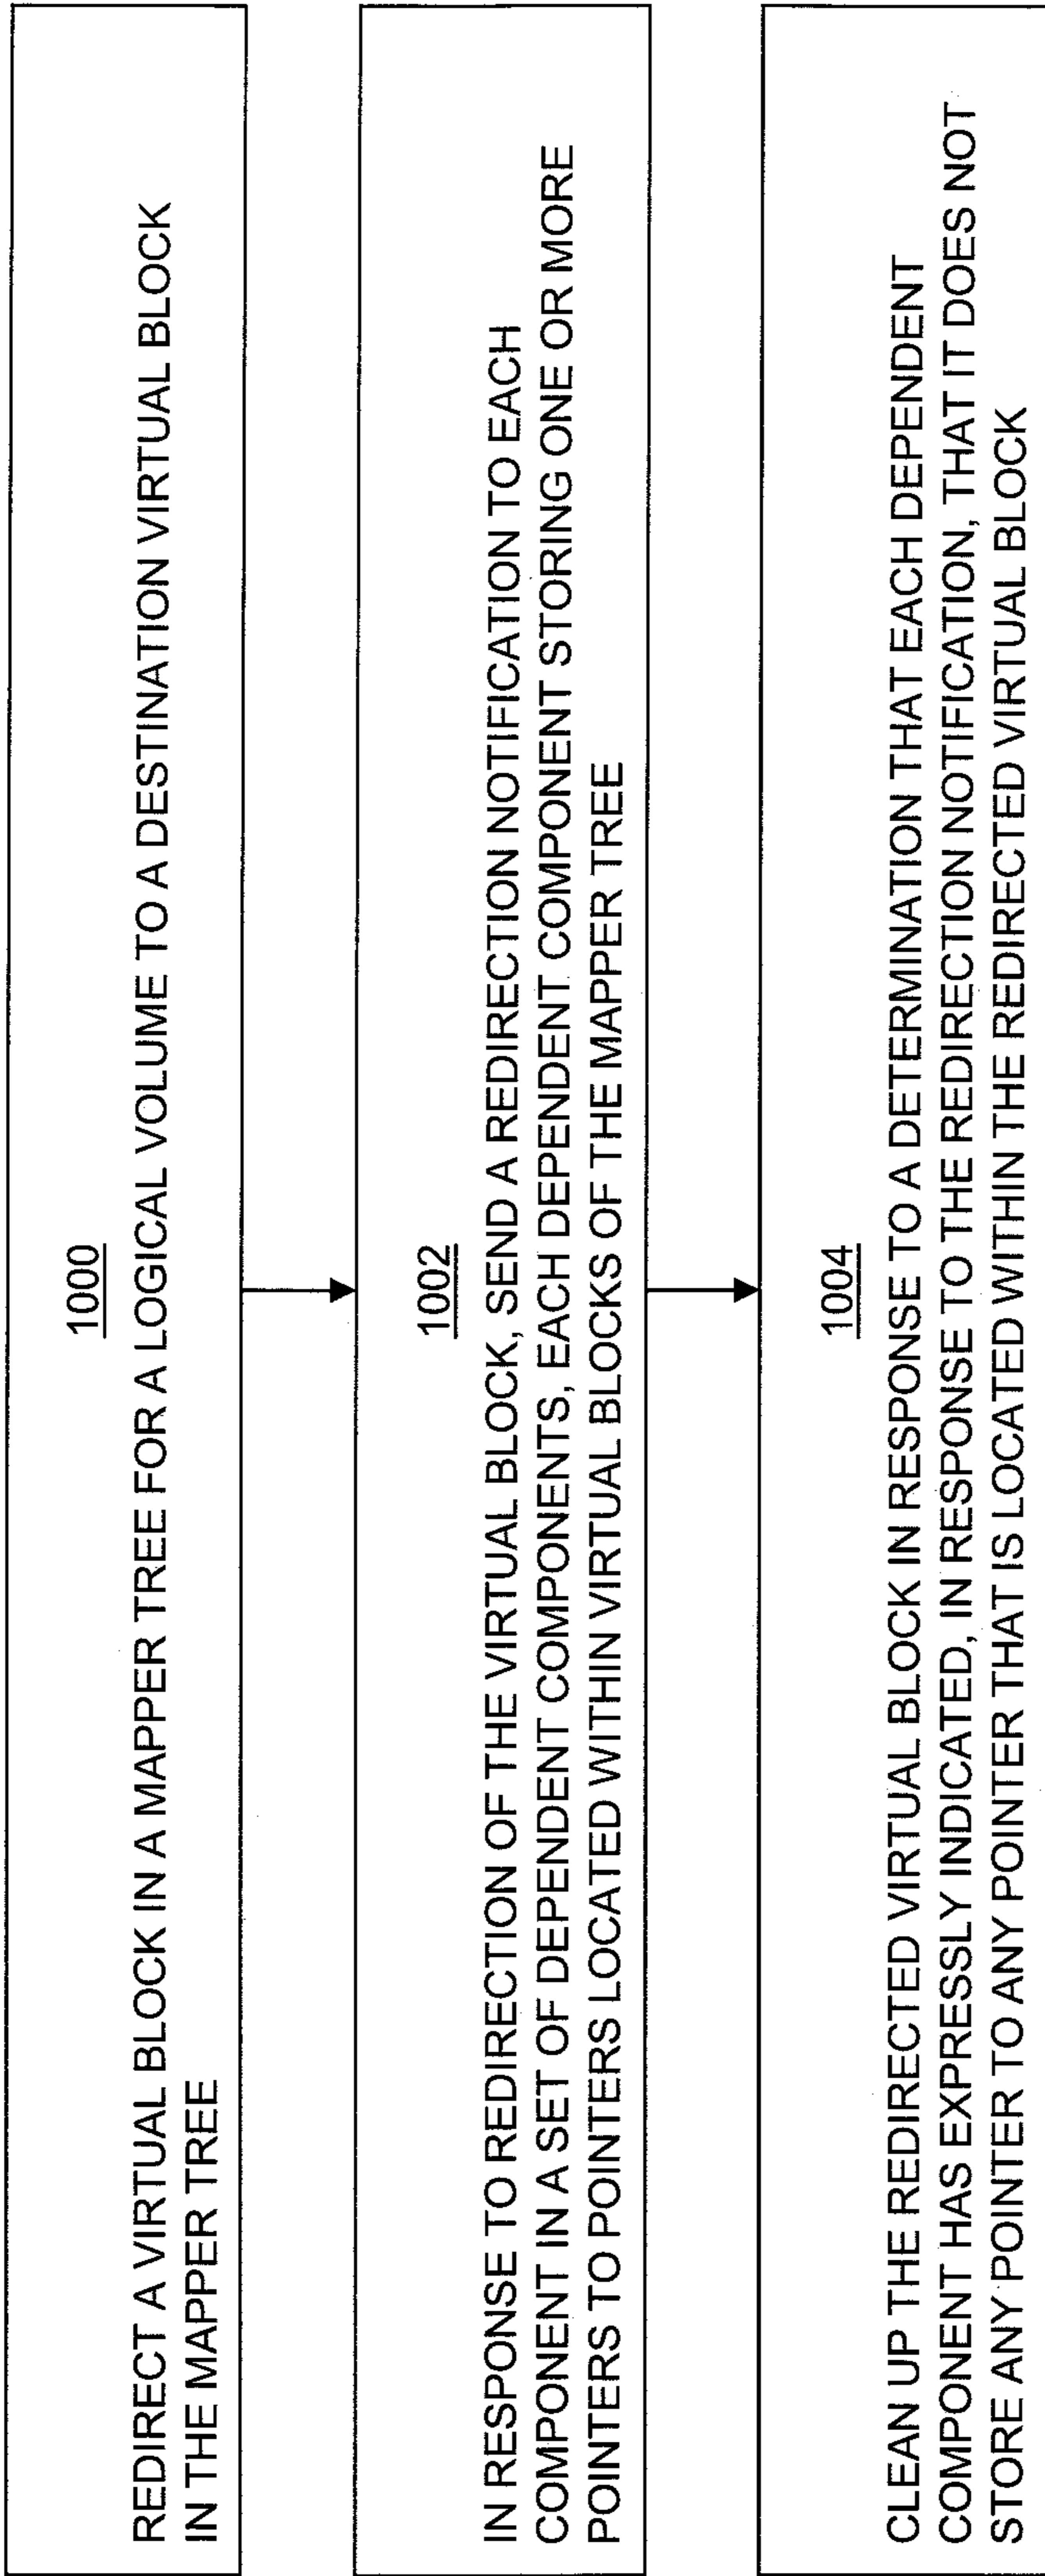 1000
REDIRECT A VIRTUAL BLOCK IN A MAPPER TREE FOR A LOGICAL VOLUME TO A DESTINATION VIRTUAL BLOCK
IN THE MAPPER TREE
1002
IN RESPONSE TO REDIRECTION OF THE VIRTUAL BLOCK, SEND A REDIRECTION NOTIFICATION TO EACH
COMPONENT IN A SET OF DEPENDENT COMPONENTS, EACH DEPENDENT COMPONENT STORING ONE OR MORE
POINTERS TO POINTERS LOCATED WITHIN VIRTUAL BLOCKS OF THE MAPPER TREE
1004
CLEAN UP THE REDIRECTED VIRTUAL BLOCK IN RESPONSE TO A DETERMINATION THAT EACH DEPENDENT
COMPONENT HAS EXPRESSLY INDICATED, IN RESPONSE TO THE REDIRECTION NOTIFICATION, THAT IT DOES NOT
STORE ANY POINTER TO ANY POINTER THAT IS LOCATED WITHIN THE REDIRECTED VIRTUAL BLOCK